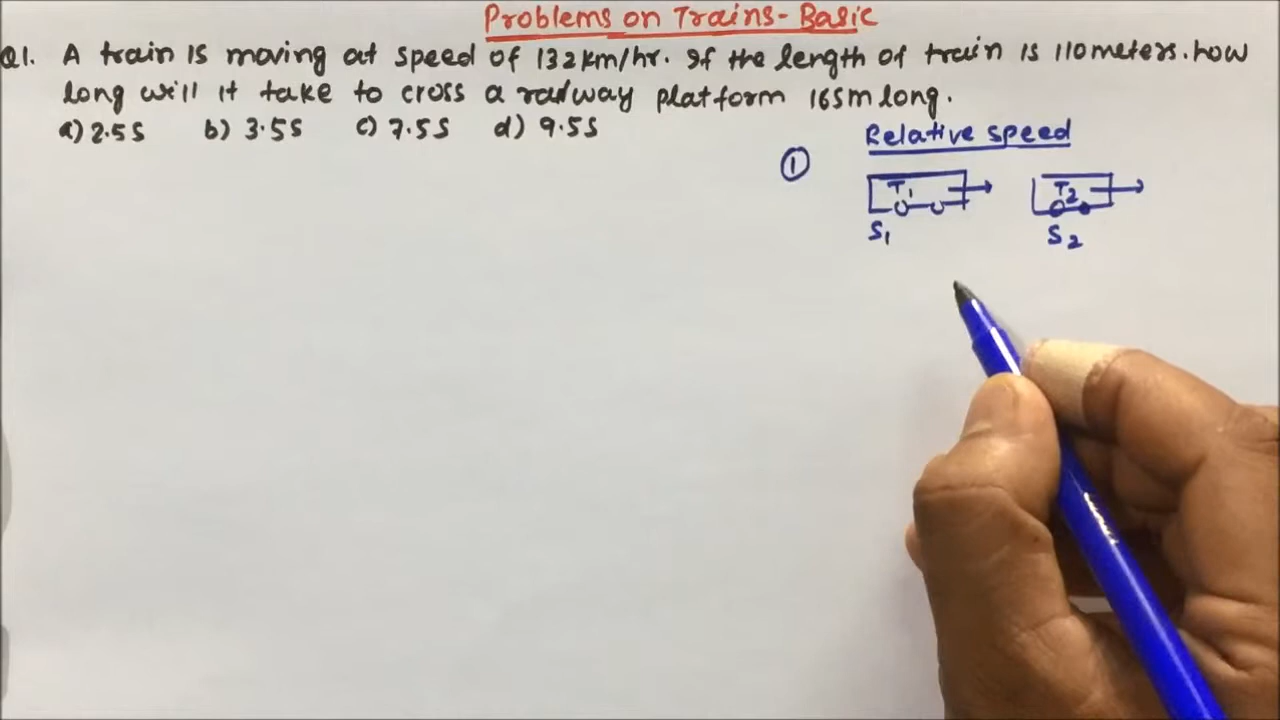 Problems on Trains- Basic
Q1. A train is moving at speed of 132km/hr. If the length of train is 110meters. how
long will it take to cross a railway platform 165m long.
a) 2.5s b) 3.5s c) 7.5s d) 9.5s
Relative speed
1
T1 T2
S1 S2